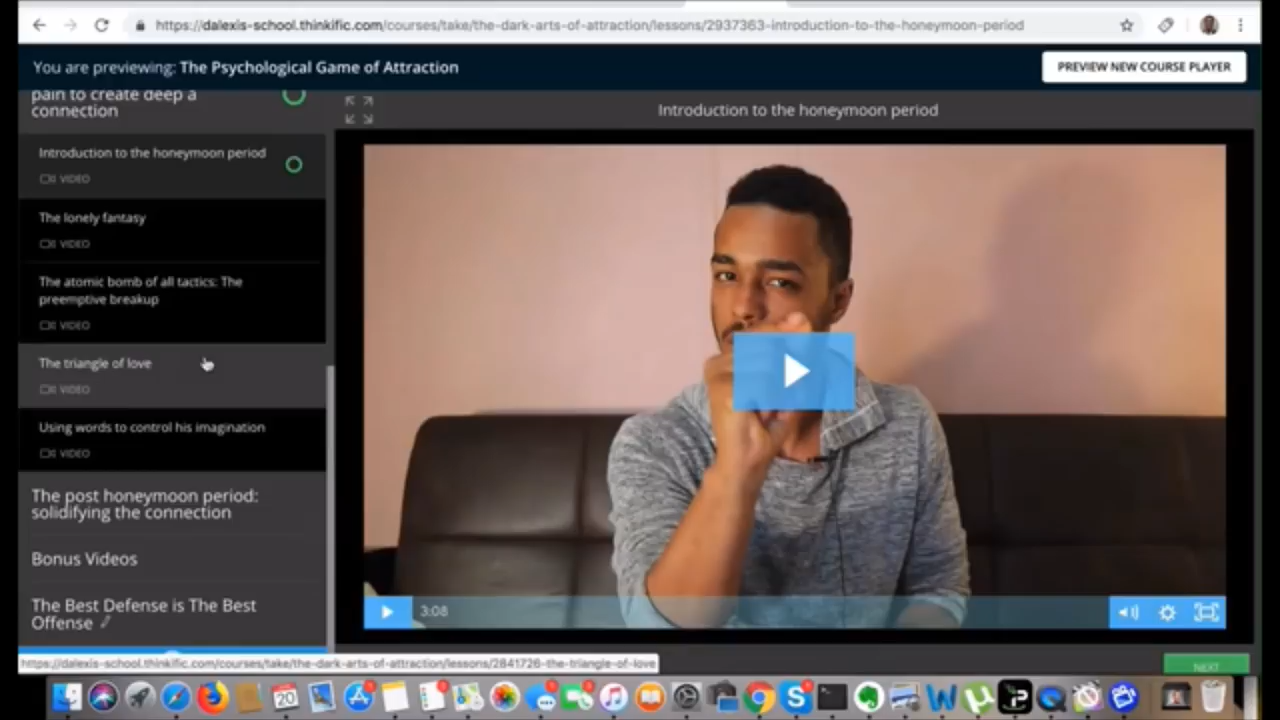 https://dalexis-school.thinkific.com/courses/take/the-dark-arts-of-attraction/lessons/2937363-introduction-to-the-honeymoon-period
You are previewing: The Psychological Game of Attraction
PREVIEW NEW COURSE PLAYER
pain to create deep a
connection
Introduction to the honeymoon period
Introduction to the honeymoon period
VIDEO
The lonely fantasy
VIDEO
The atomic bomb of all tactics: The
preemptive breakup
VIDEO
The triangle of love
VIDEO
Using words to control his imagination
VIDEO
The post honeymoon period:
solidifying the connection
Bonus Videos
The Best Defense is The Best
Offense
3:08
https://dalexis-school.thinkific.com/courses/take/the-dark-arts-of-attraction/lessons/2841726-the-triangle-of-love
NEXT
20